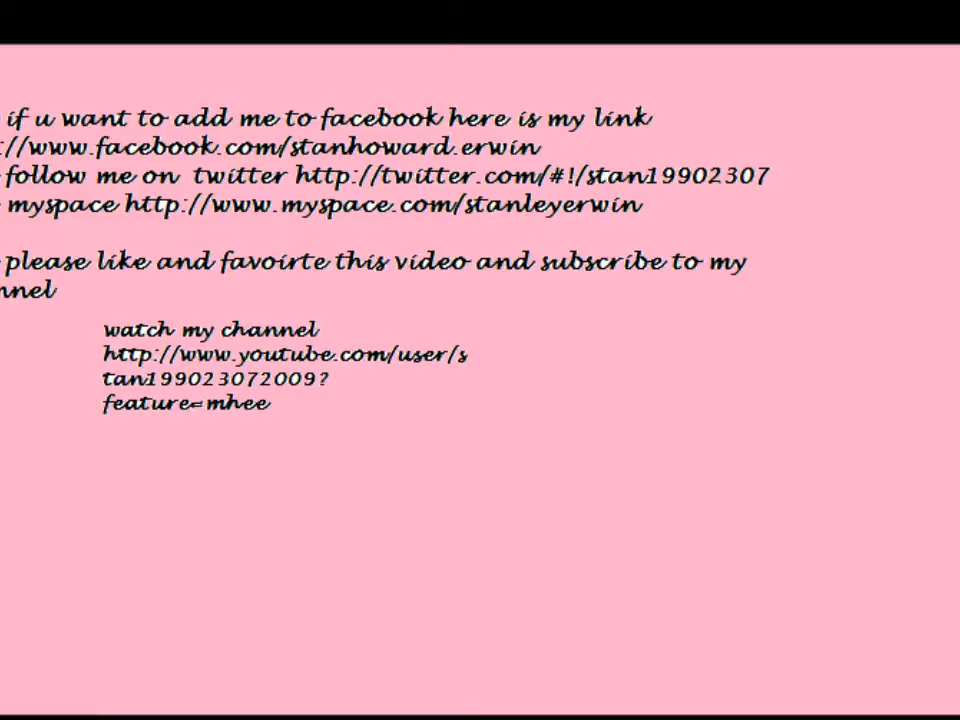 if u want to add me to facebook here is my link
://www.facebook.com/stanhoward.erwin
follow me on twitter http://twitter.com/#!/stan19902307
myspace http://www.myspace.com/stanleyerwin
please like and favoirte this video and subscribe to my
nnel
watch my channel
http://www.youtube.com/user/s
tan199023072009?
feature=mhee